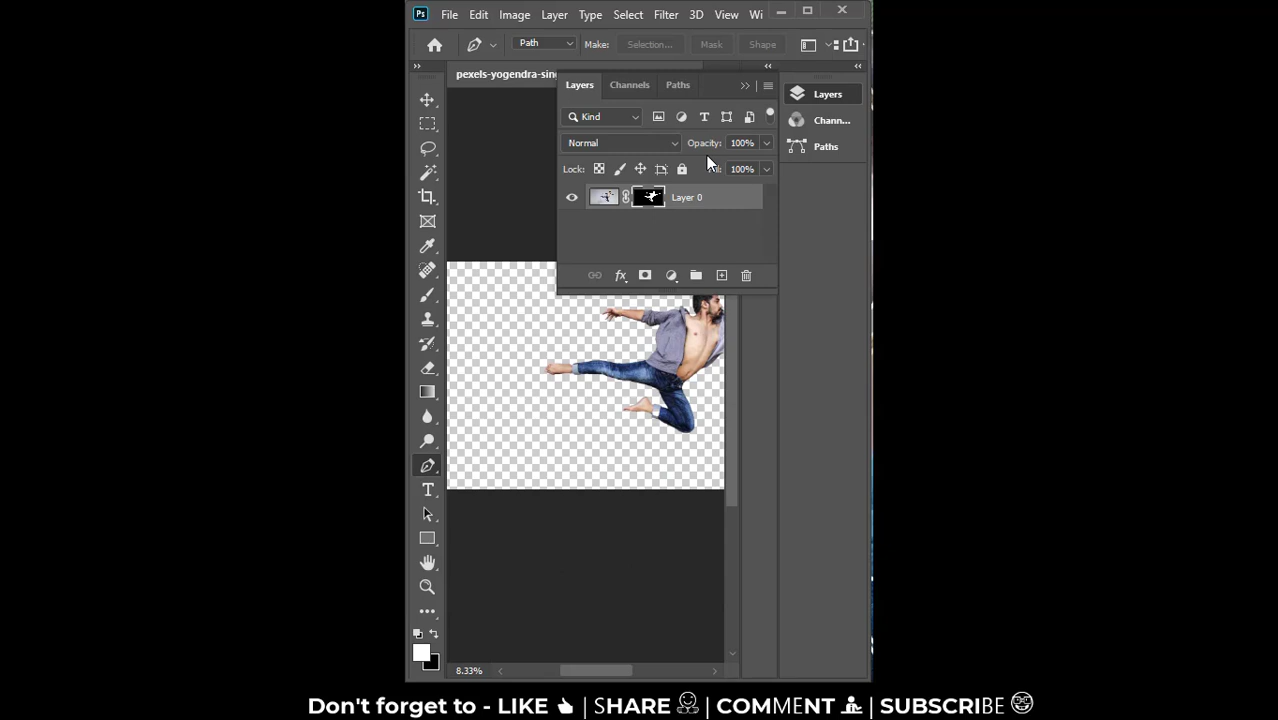 Ps File Edit Image Layer Type Select Filter 3D View Wi
Path Make: Selection... Mask Shape
pexels-yogendra-sin
Layers Channels Paths
Kind
Normal Opacity: 100%
Lock: 100%
Layer 0
fx
Layers
Chann...
Paths
8.33%
Don't forget to - LIKE | SHARE | COMMENT | SUBSCRIBE